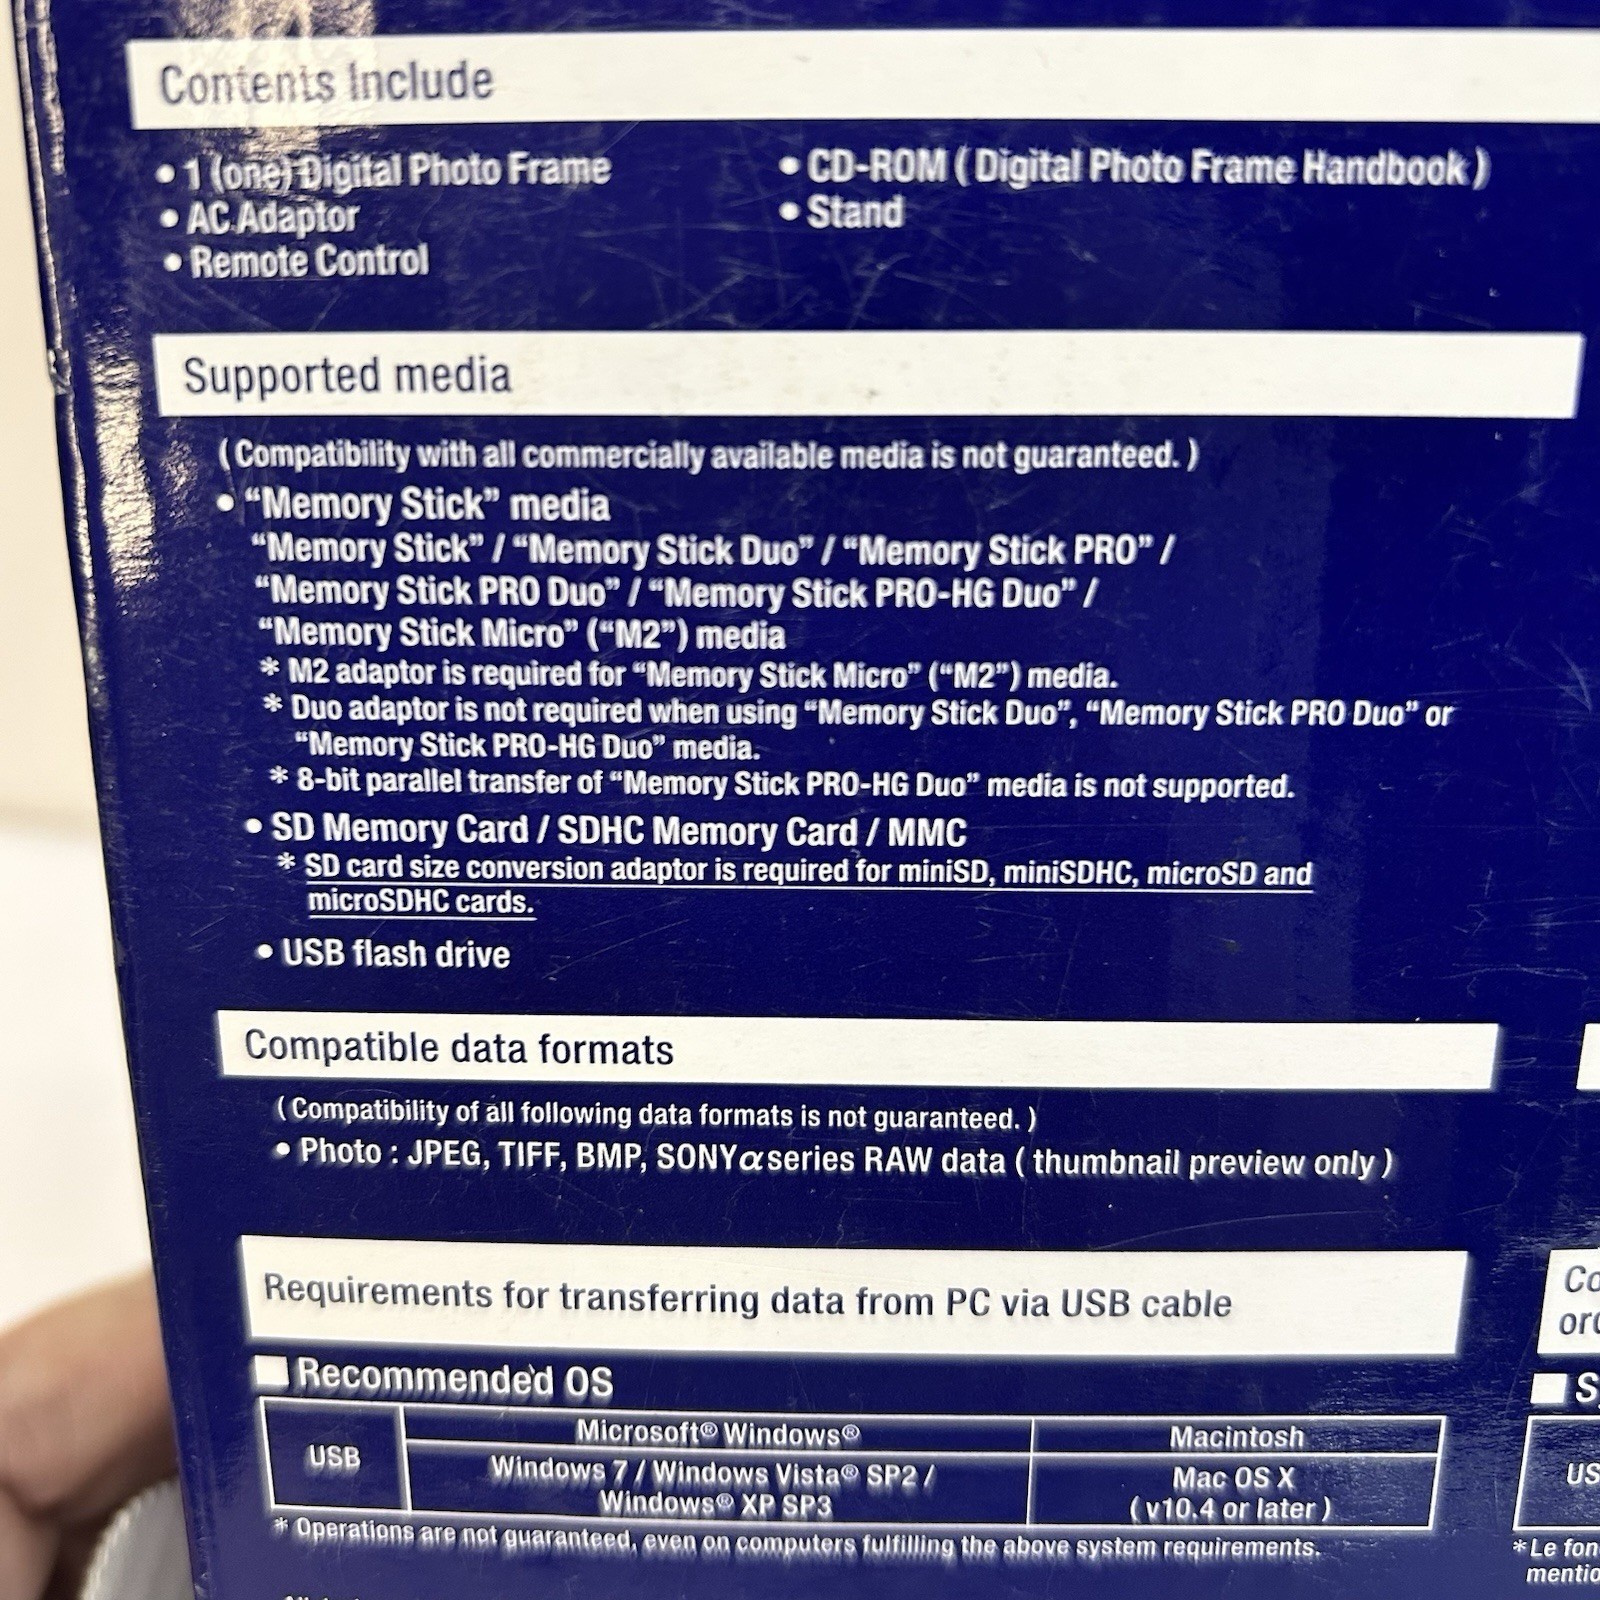 Contents Include
• 1 (one) Digital Photo Frame
• AC Adaptor
• Remote Control
• CD-ROM ( Digital Photo Frame Handbook )
• Stand
Supported media
( Compatibility with all commercially available media is not guaranteed. )
• “Memory Stick” media
“Memory Stick” / “Memory Stick Duo” / “Memory Stick PRO” /
“Memory Stick PRO Duo” / “Memory Stick PRO-HG Duo” /
“Memory Stick Micro” (“M2”) media
* M2 adaptor is required for “Memory Stick Micro” (“M2”) media.
* Duo adaptor is not required when using “Memory Stick Duo”, “Memory Stick PRO Duo” or
“Memory Stick PRO-HG Duo” media.
* 8-bit parallel transfer of “Memory Stick PRO-HG Duo” media is not supported.
• SD Memory Card / SDHC Memory Card / MMC
* SD card size conversion adaptor is required for miniSD, miniSDHC, microSD and
microSDHC cards.
• USB flash drive
Compatible data formats
( Compatibility of all following data formats is not guaranteed. )
• Photo : JPEG, TIFF, BMP, SONY α series RAW data ( thumbnail preview only )
Requirements for transferring data from PC via USB cable
Recommended OS
USB
Microsoft® Windows®
Macintosh
Windows 7 / Windows Vista® SP2 /
Windows® XP SP3
Mac OS X
( v10.4 or later )
* Operations are not guaranteed, even on computers fulfilling the above system requirements.
* Le fon
mentio